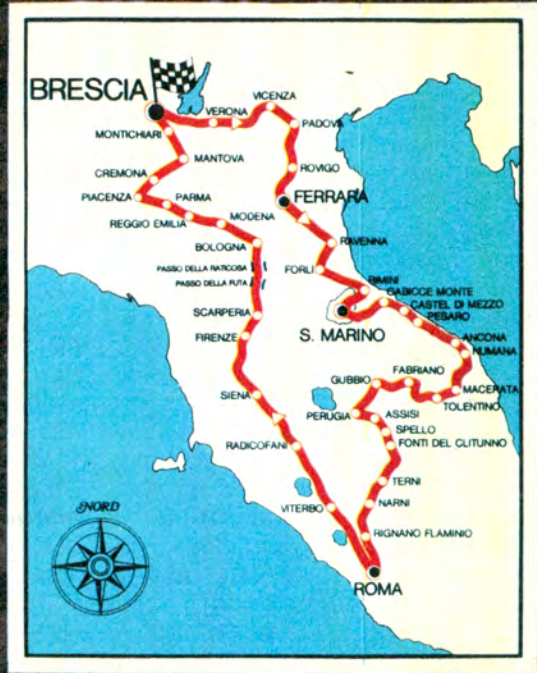 BRESCIA
VICENZA
VERONA
PADOVA
MONTICHIARI
MANTOVA
ROVIGO
CREMONA
PIACENZA
PARMA
FERRARA
REGGIO EMILIA
MODENA
BOLOGNA
RAVENNA
PASSO DELLA RATICOSA
PASSO DELLA FUTA
FORLI
RIMINI
GABICCE MONTE
CASTEL DI MEZZO
PESARO
SCARPERIA
S. MARINO
FIRENZE
ANCONA
NUMANA
FABRIANO
GUBBIO
MACERATA
SIENA
TOLENTINO
PERUGIA
ASSISI
SPELLO
FONTI DEL CLITUNNO
RADICOFANI
TERNI
NARNI
VITERBO
NORD
RIGNANO FLAMINIO
ROMA